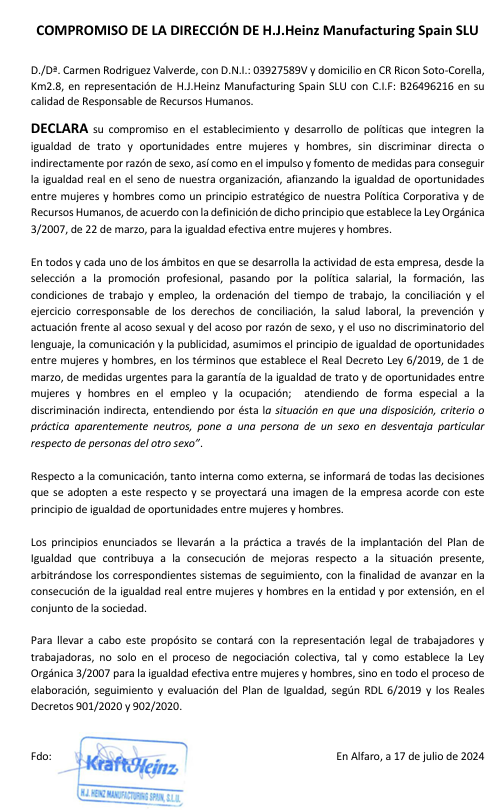 COMPROMISO DE LA DIRECCIÓN DE H.J.Heinz Manufacturing Spain SLU
D./Dª. Carmen Rodriguez Valverde, con D.N.I.: 03927589V y domicilio en CR Ricon Soto-Corella,
Km2.8, en representación de H.J.Heinz Manufacturing Spain SLU con C.I.F: B26496216 en su
calidad de Responsable de Recursos Humanos.
DECLARA su compromiso en el establecimiento y desarrollo de políticas que integren la
igualdad de trato y oportunidades entre mujeres y hombres, sin discriminar directa o
indirectamente por razón de sexo, así como en el impulso y fomento de medidas para conseguir
la igualdad real en el seno de nuestra organización, afianzando la igualdad de oportunidades
entre mujeres y hombres como un principio estratégico de nuestra Política Corporativa y de
Recursos Humanos, de acuerdo con la definición de dicho principio que establece la Ley Orgánica
3/2007, de 22 de marzo, para la igualdad efectiva entre mujeres y hombres.
En todos y cada uno de los ámbitos en que se desarrolla la actividad de esta empresa, desde la
selección a la promoción profesional, pasando por la política salarial, la formación, las
condiciones de trabajo y empleo, la ordenación del tiempo de trabajo, la conciliación y el
ejercicio corresponsable de los derechos de conciliación, la salud laboral, la prevención y
actuación frente al acoso sexual y del acoso por razón de sexo, y el uso no discriminatorio del
lenguaje, la comunicación y la publicidad, asumimos el principio de igualdad de oportunidades
entre mujeres y hombres, en los términos que establece el Real Decreto Ley 6/2019, de 1 de
marzo, de medidas urgentes para la garantía de la igualdad de trato y de oportunidades entre
mujeres y hombres en el empleo y la ocupación; atendiendo de forma especial a la
discriminación indirecta, entendiendo por ésta la situación en que una disposición, criterio o
práctica aparentemente neutros, pone a una persona de un sexo en desventaja particular
respecto de personas del otro sexo”.
Respecto a la comunicación, tanto interna como externa, se informará de todas las decisiones
que se adopten a este respecto y se proyectará una imagen de la empresa acorde con este
principio de igualdad de oportunidades entre mujeres y hombres.
Los principios enunciados se llevarán a la práctica a través de la implantación del Plan de
Igualdad que contribuya a la consecución de mejoras respecto a la situación presente,
arbitrándose los correspondientes sistemas de seguimiento, con la finalidad de avanzar en la
consecución de la igualdad real entre mujeres y hombres en la entidad y por extensión, en el
conjunto de la sociedad.
Para llevar a cabo este propósito se contará con la representación legal de trabajadores y
trabajadoras, no solo en el proceso de negociación colectiva, tal y como establece la Ley
Orgánica 3/2007 para la igualdad efectiva entre mujeres y hombres, sino en todo el proceso de
elaboración, seguimiento y evaluación del Plan de Igualdad, según RDL 6/2019 y los Reales
Decretos 901/2020 y 902/2020.
Fdo: En Alfaro, a 17 de julio de 2024
KraftHeinz
H.J. HEINZ MANUFACTURING SPAIN, S.L.U.